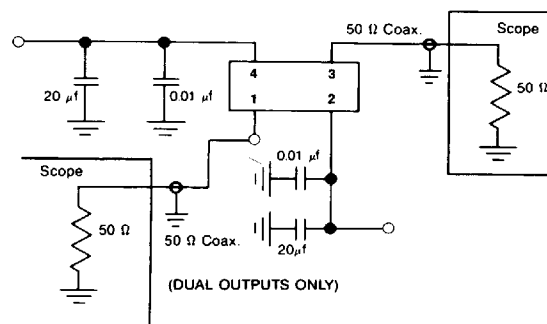 50 Ω Coax.
Scope
4
3
20 μf
0.01 μf
1
2
50 Ω
Scope
0.01 μf
50 Ω
50 Ω Coax.
20μf
(DUAL OUTPUTS ONLY)